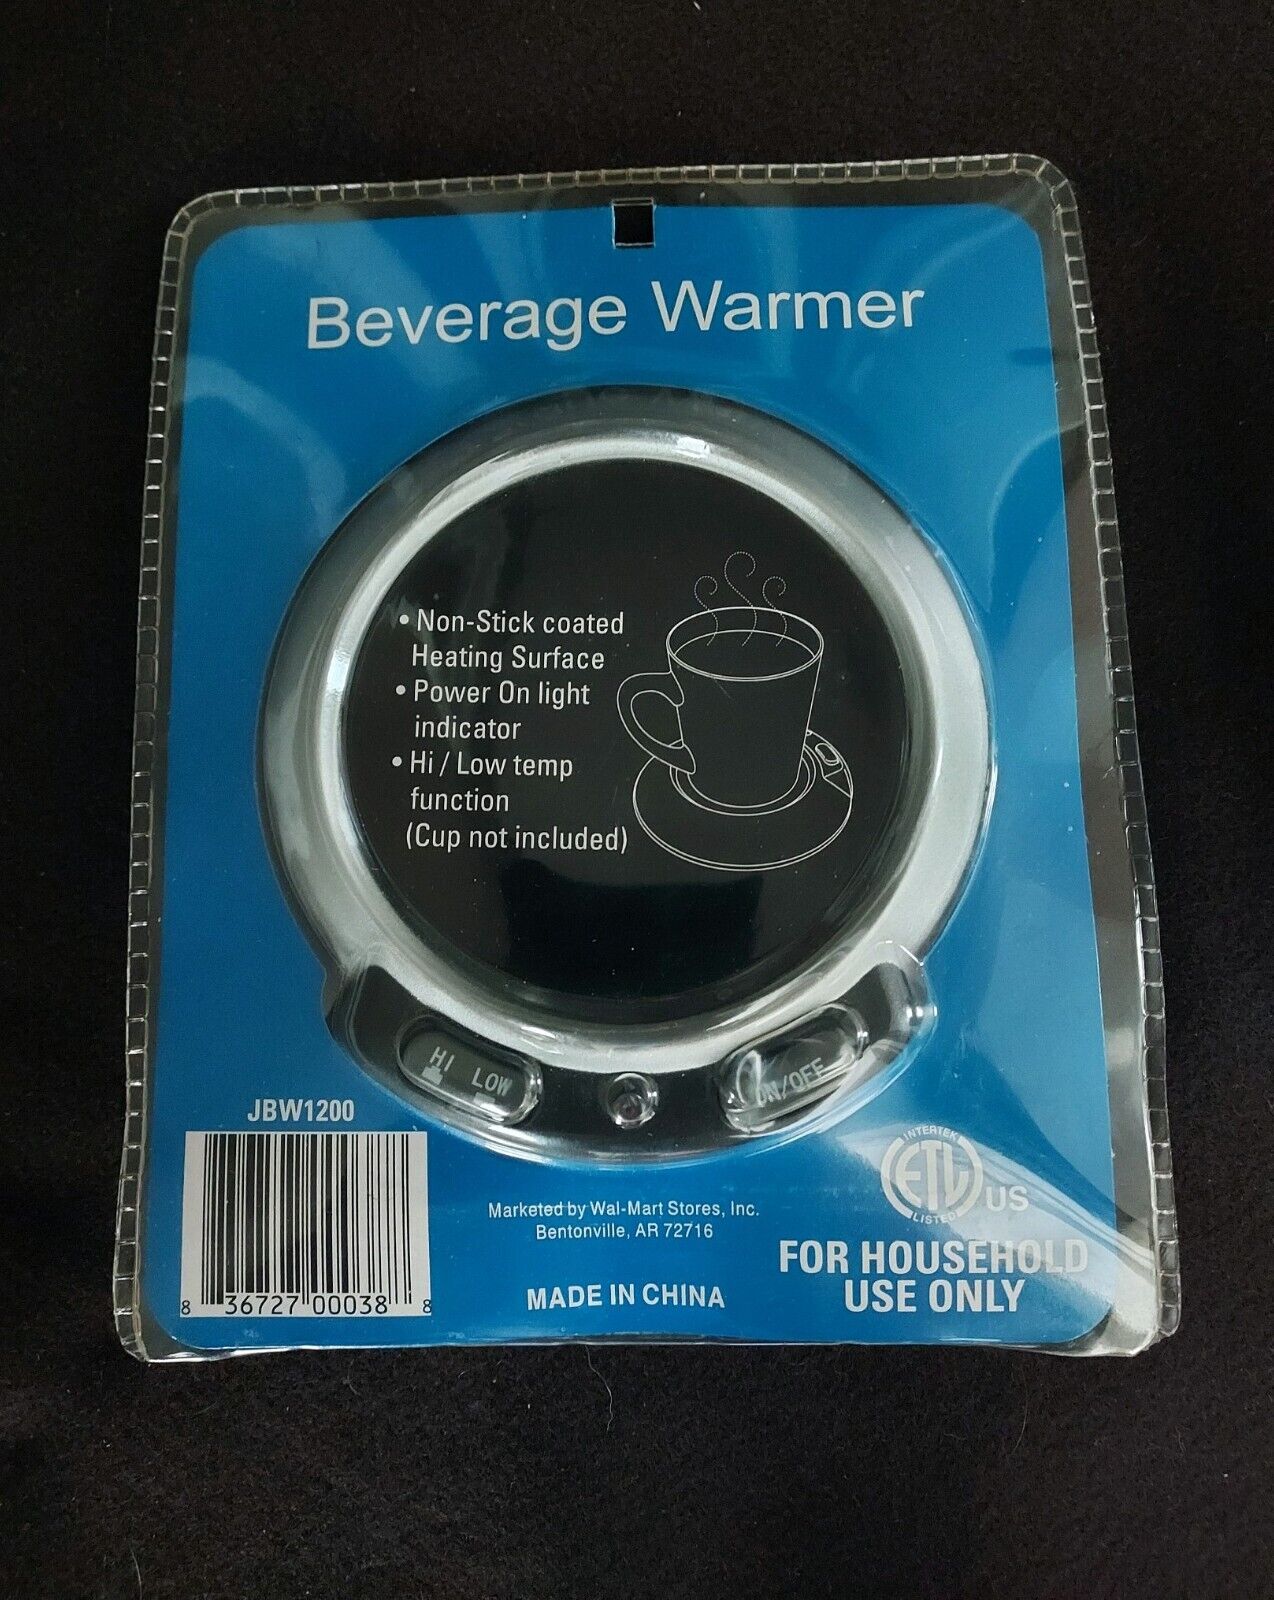 Beverage Warmer
• Non-Stick coated
Heating Surface
• Power On light
indicator
• Hi / Low temp
function
(Cup not included)
HI LOW
ON/OFF
JBW1200
8 36727 00038 8
Marketed by Wal-Mart Stores, Inc.
Bentonville, AR 72716
MADE IN CHINA
INTERTEK
ETL US
LISTED
FOR HOUSEHOLD
USE ONLY